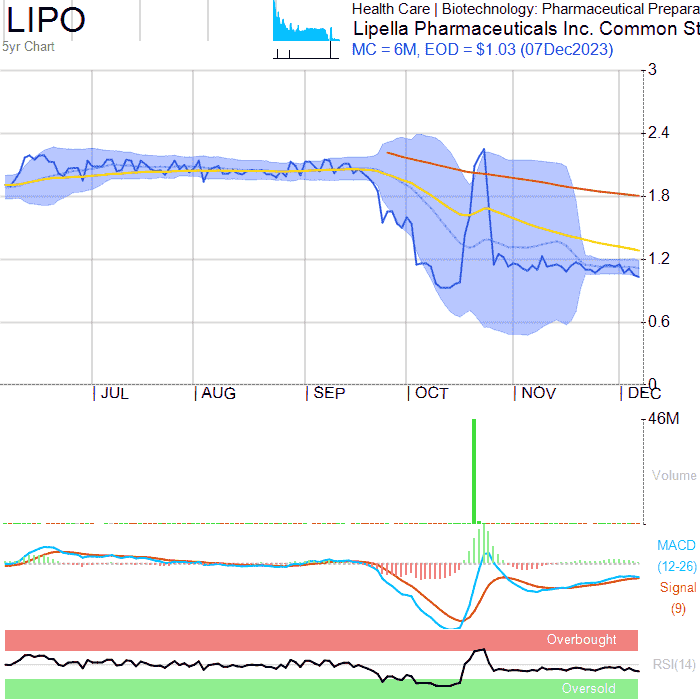 LIPO
5yr Chart
Health Care | Biotechnology: Pharmaceutical Prepara
Lipella Pharmaceuticals Inc. Common St
MC = 6M, EOD = $1.03 (07Dec2023)
3
2.4
1.8
1.2
0.6
0
JUL
AUG
SEP
OCT
NOV
DEC
46M
Volume
MACD
(12-26)
Signal
(9)
Overbought
RSI(14)
Oversold